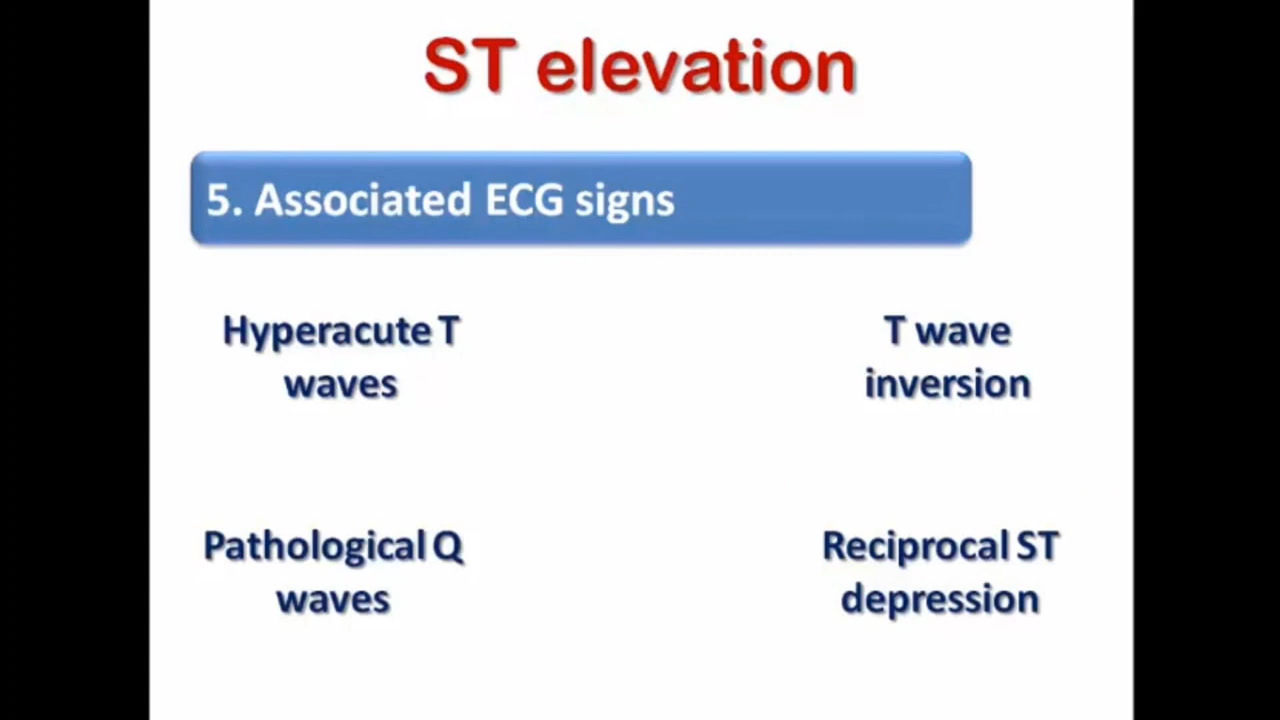 ST elevation
5. Associated ECG signs
Hyperacute T
waves
T wave
inversion
Pathological Q
waves
Reciprocal ST
depression